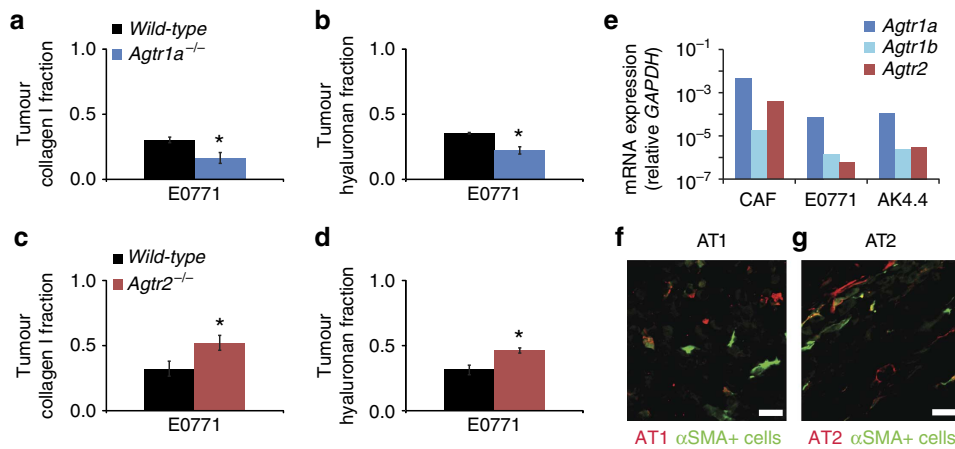 a
Wild-type
Agtr1a−/−
Tumour
collagen I fraction
1.0
0.5
0.0
*
E0771
b
Tumour
hyaluronan fraction
1.0
0.5
0.0
*
E0771
c
Wild-type
Agtr2−/−
Tumour
collagen I fraction
1.0
0.5
0.0
*
E0771
d
Tumour
hyaluronan fraction
1.0
0.5
0.0
*
E0771
e
Agtr1a
Agtr1b
Agtr2
mRNA expression
(relative GAPDH)
10−1
10−3
10−5
10−7
CAF E0771 AK4.4
f AT1
AT1 αSMA+ cells
g AT2
AT2 αSMA+ cells